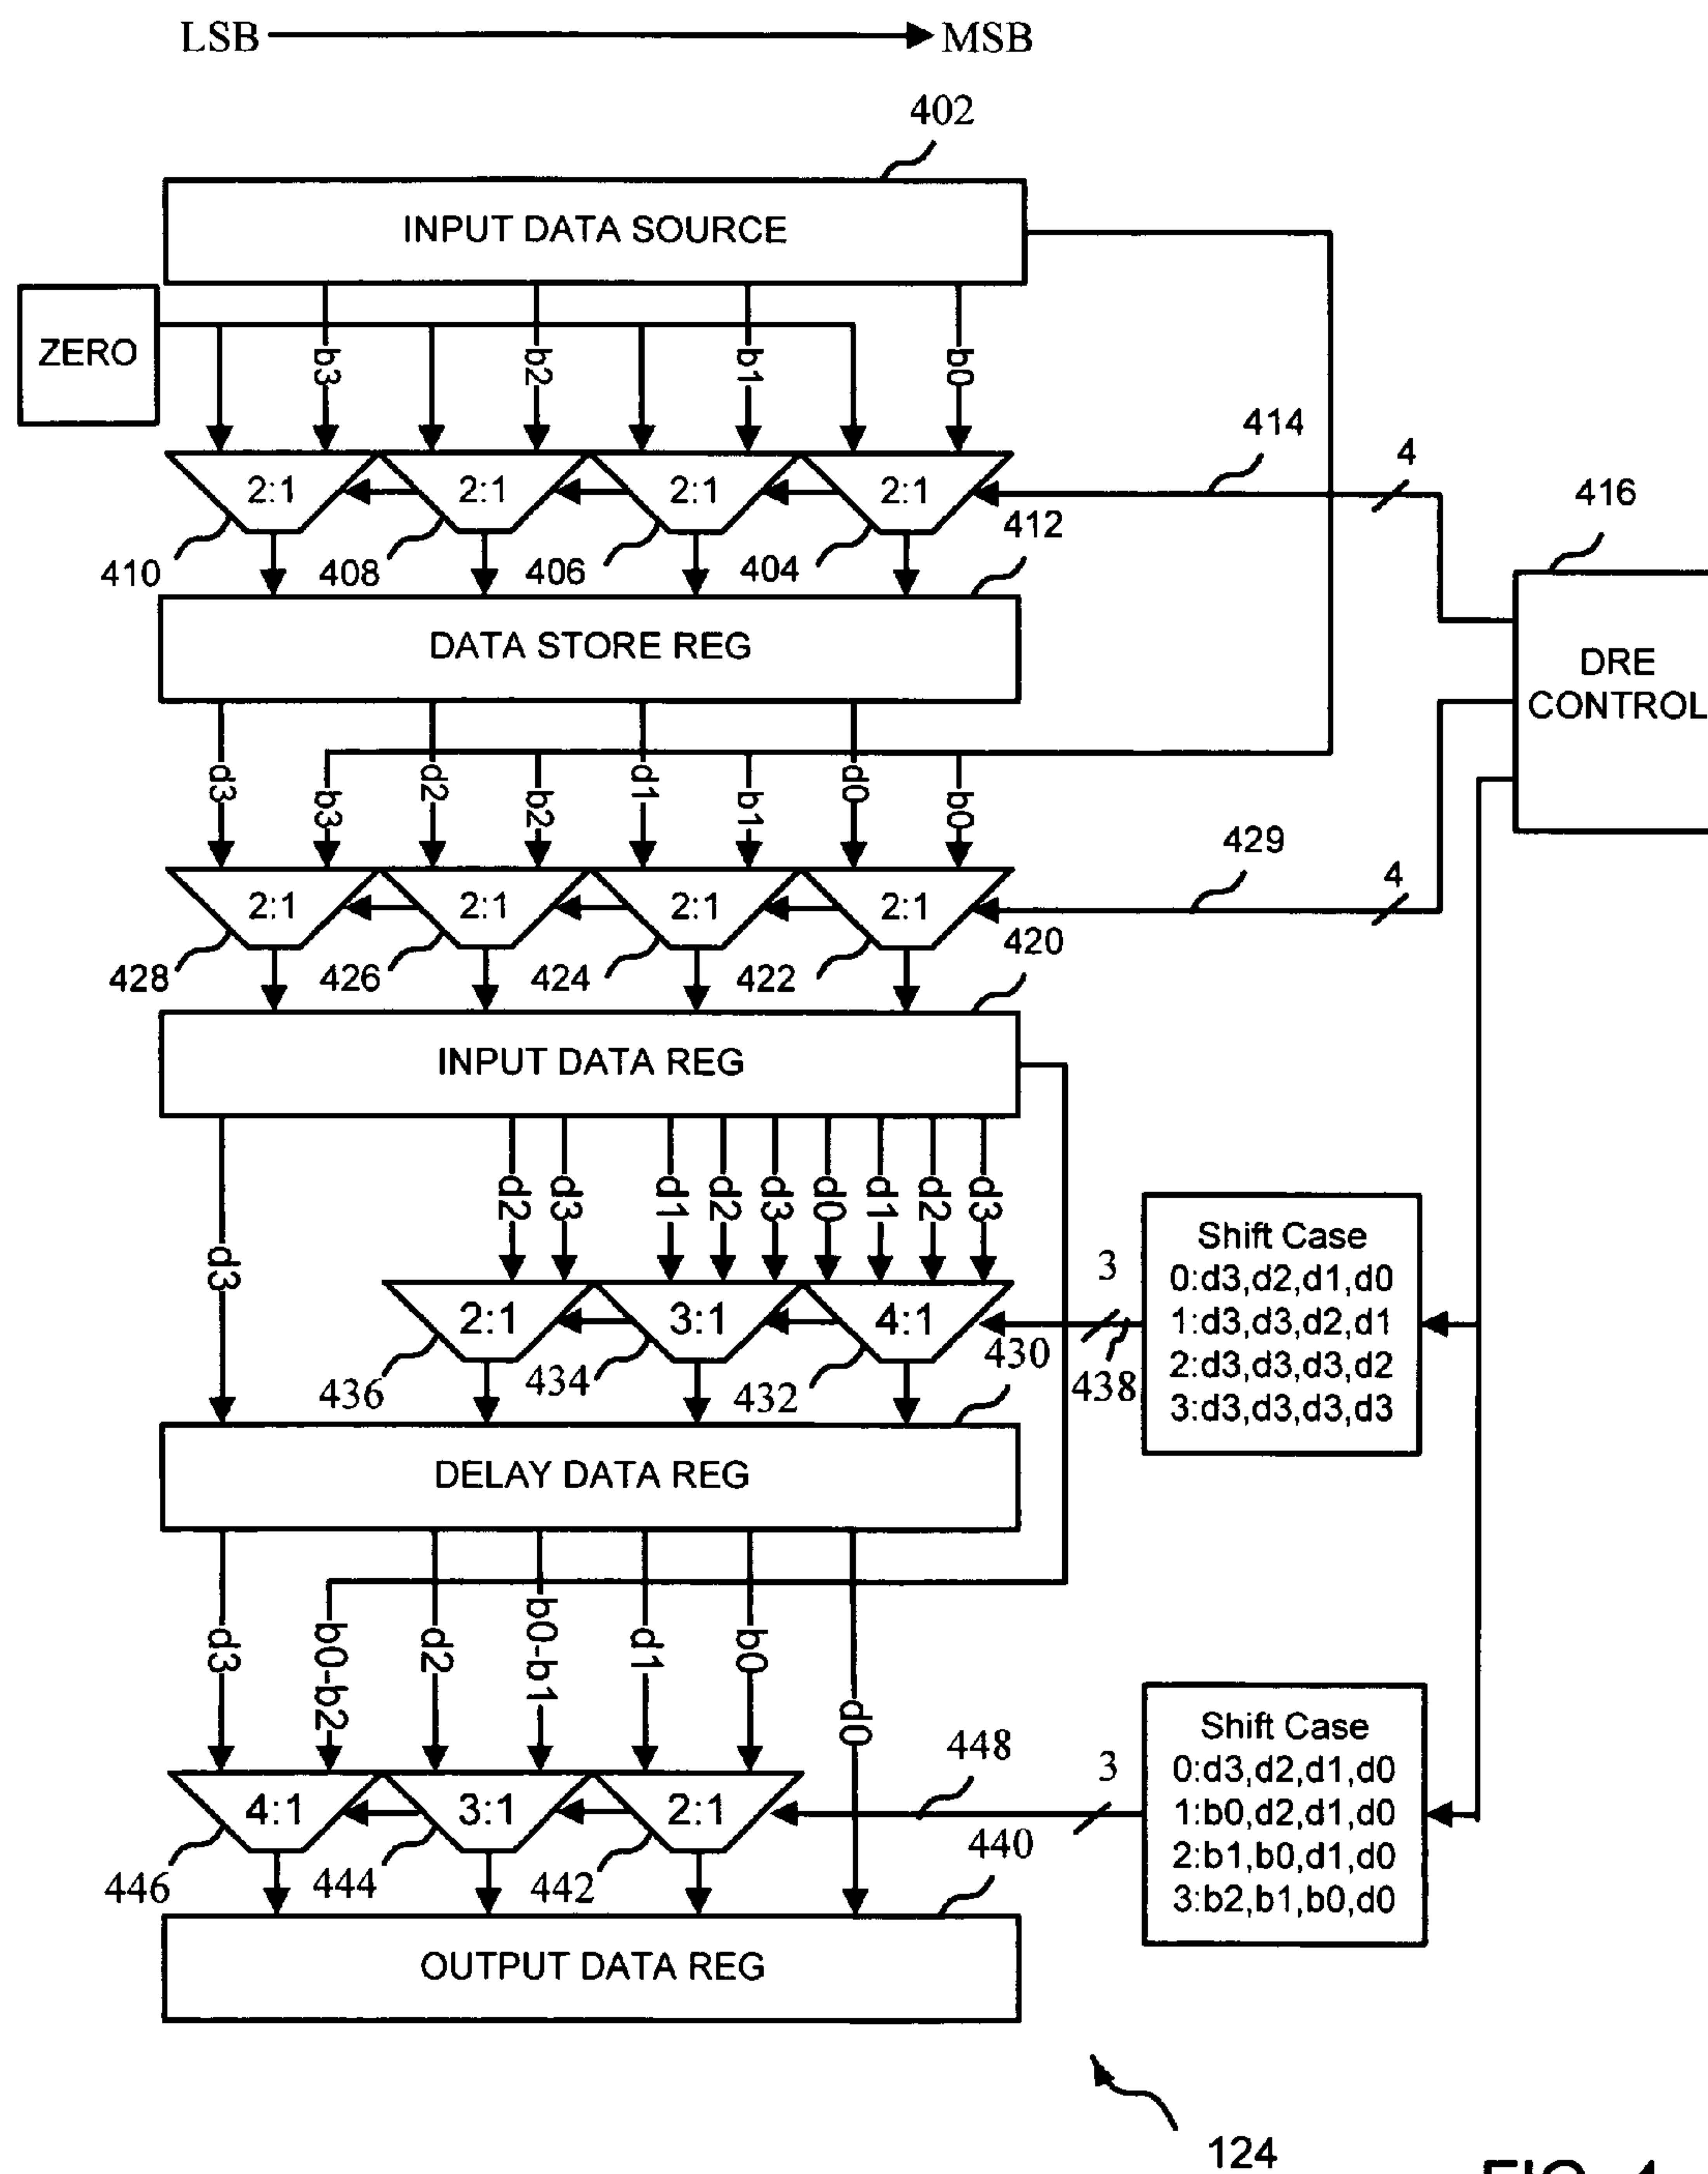 LSB MSB
402
INPUT DATA SOURCE
ZERO
b3 b2 b1 b0
414
4
416
2:1 2:1 2:1 2:1
412
410 408 406 404
DATA STORE REG
DRE
CONTROL
d3 b3 d2 b2 d1 b1 d0 b0
429
4
2:1 2:1 2:1 2:1
420
428 426 424 422
INPUT DATA REG
d3 d2 d3 d1 d2 d3 d0 d1 d2 d3
3
Shift Case
0:d3,d2,d1,d0
1:d3,d3,d2,d1
2:d3,d3,d3,d2
3:d3,d3,d3,d3
2:1 3:1 4:1
430
438
436 434 432
DELAY DATA REG
d3 b0-b2 d2 b0-b1 d1 b0 d0
448
3
Shift Case
0:d3,d2,d1,d0
1:b0,d2,d1,d0
2:b1,b0,d1,d0
3:b2,b1,b0,d0
4:1 3:1 2:1
440
446 444 442
OUTPUT DATA REG
124